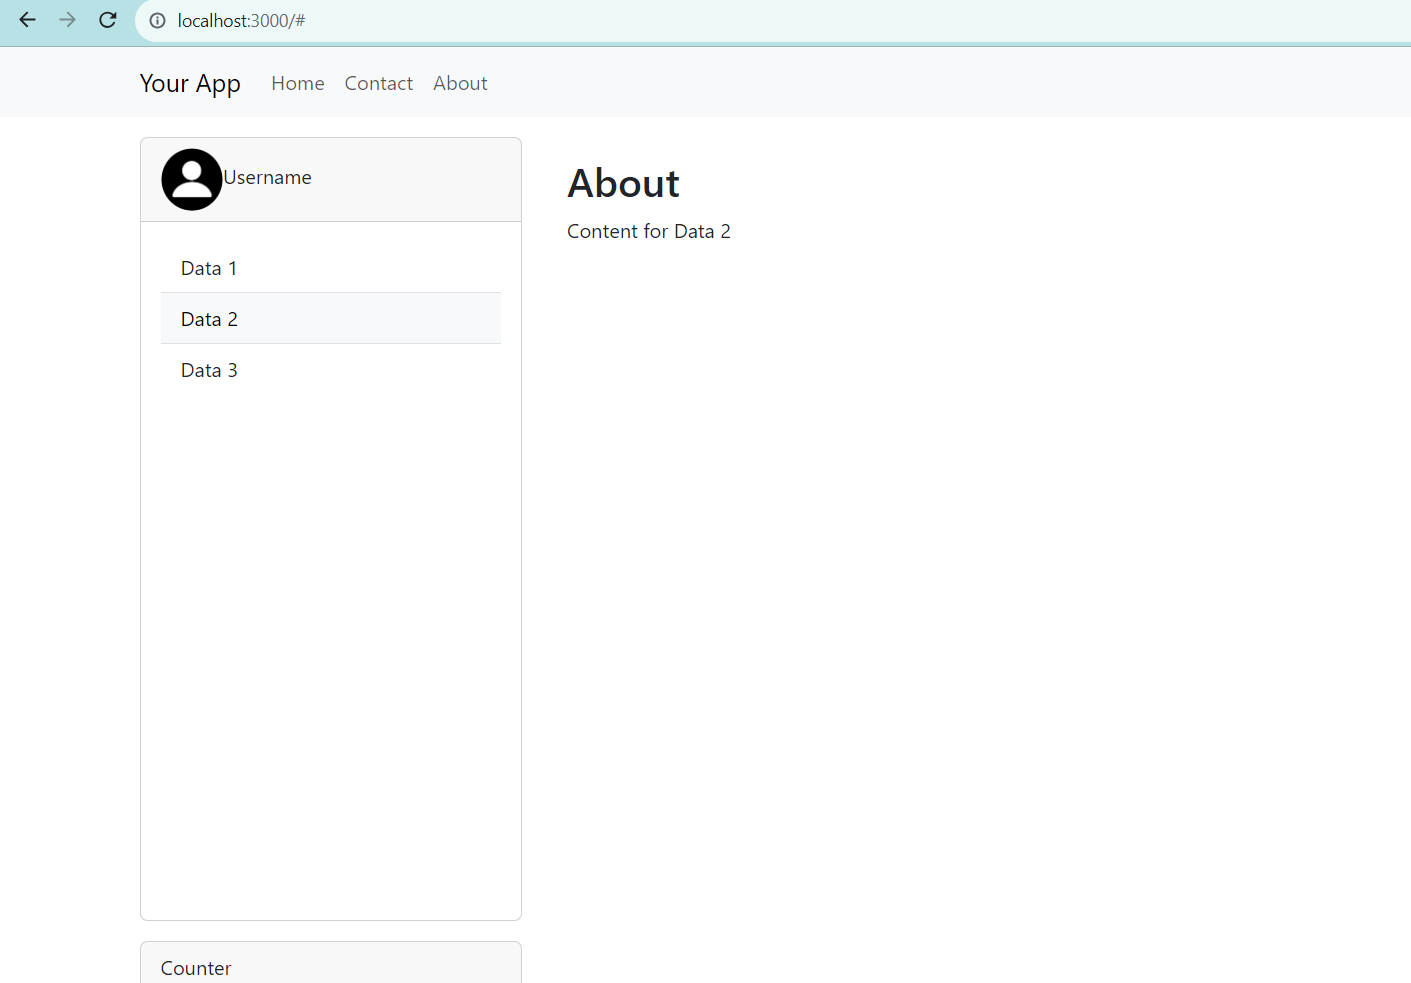 localhost:3000/#
Your App Home Contact About
Username
Data 1
Data 2
Data 3
Counter
About
Content for Data 2